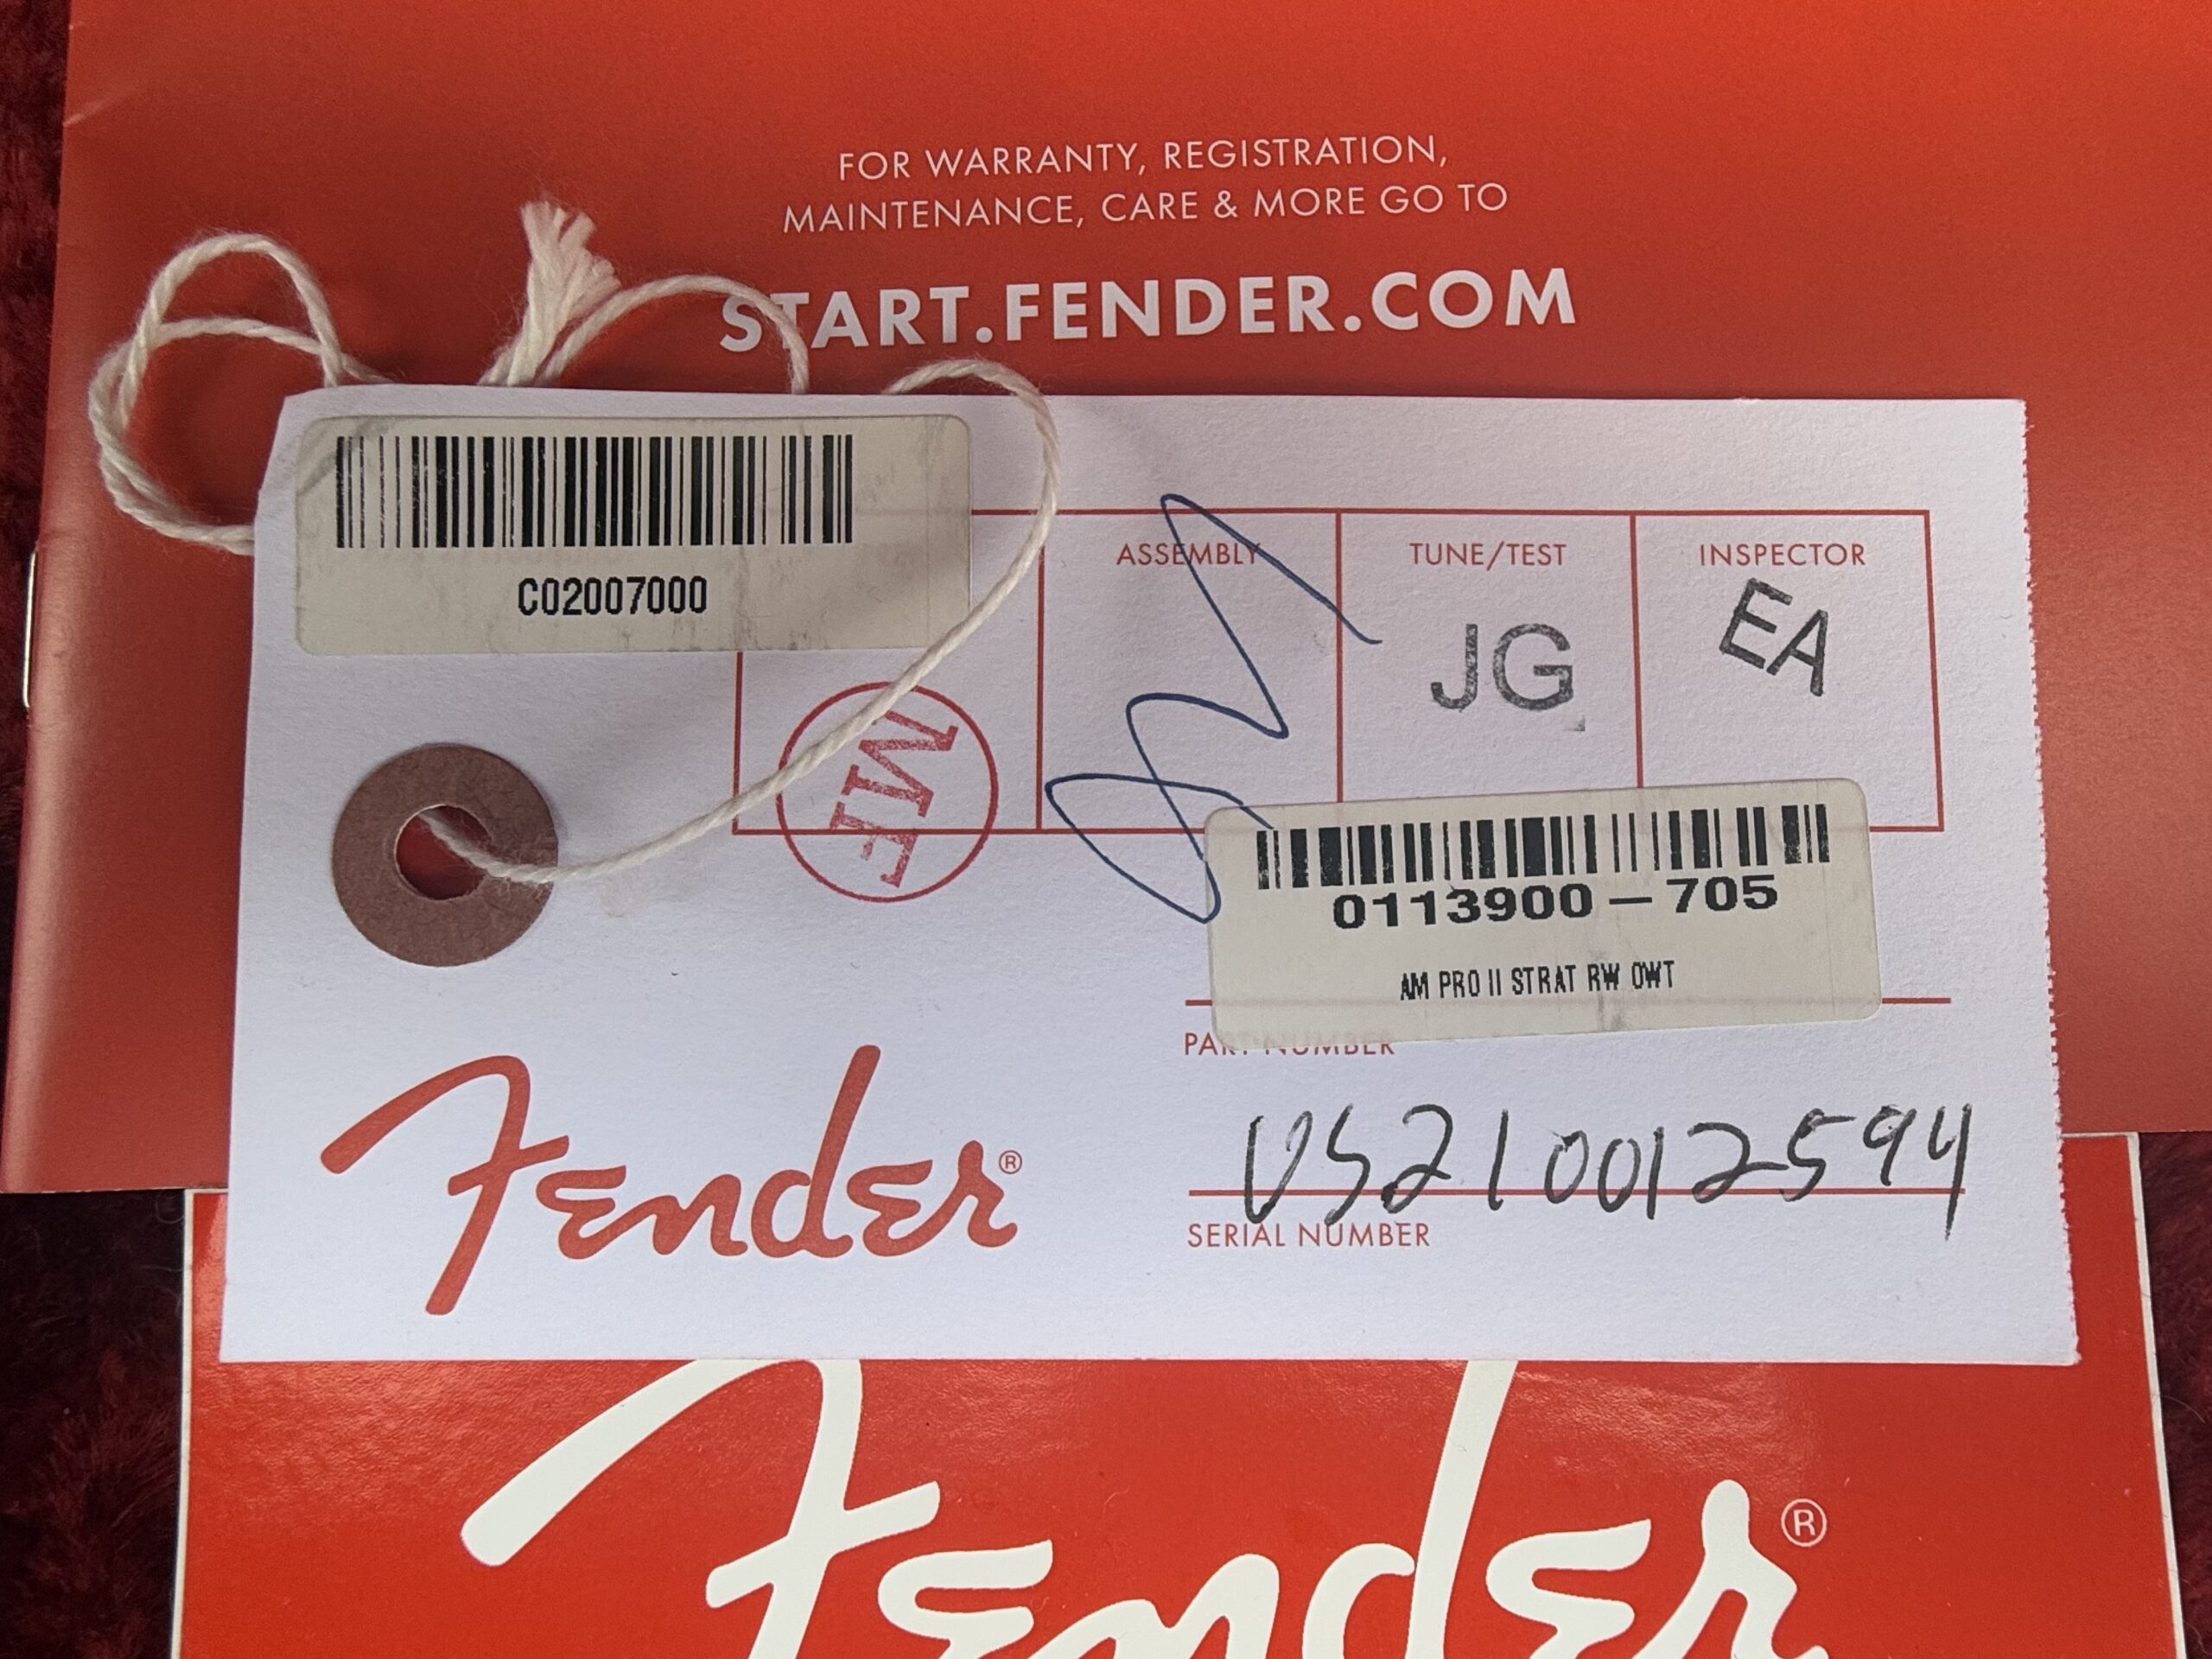 FOR WARRANTY, REGISTRATION,
MAINTENANCE, CARE & MORE GO TO
START.FENDER.COM
C02007000
ASSEMBLY
TUNE/TEST
INSPECTOR
MF
JG
EA
0113900-705
AM PRO II STRAT RW OWT
PART NUMBER
US210012594
SERIAL NUMBER
Fender®
Fender®